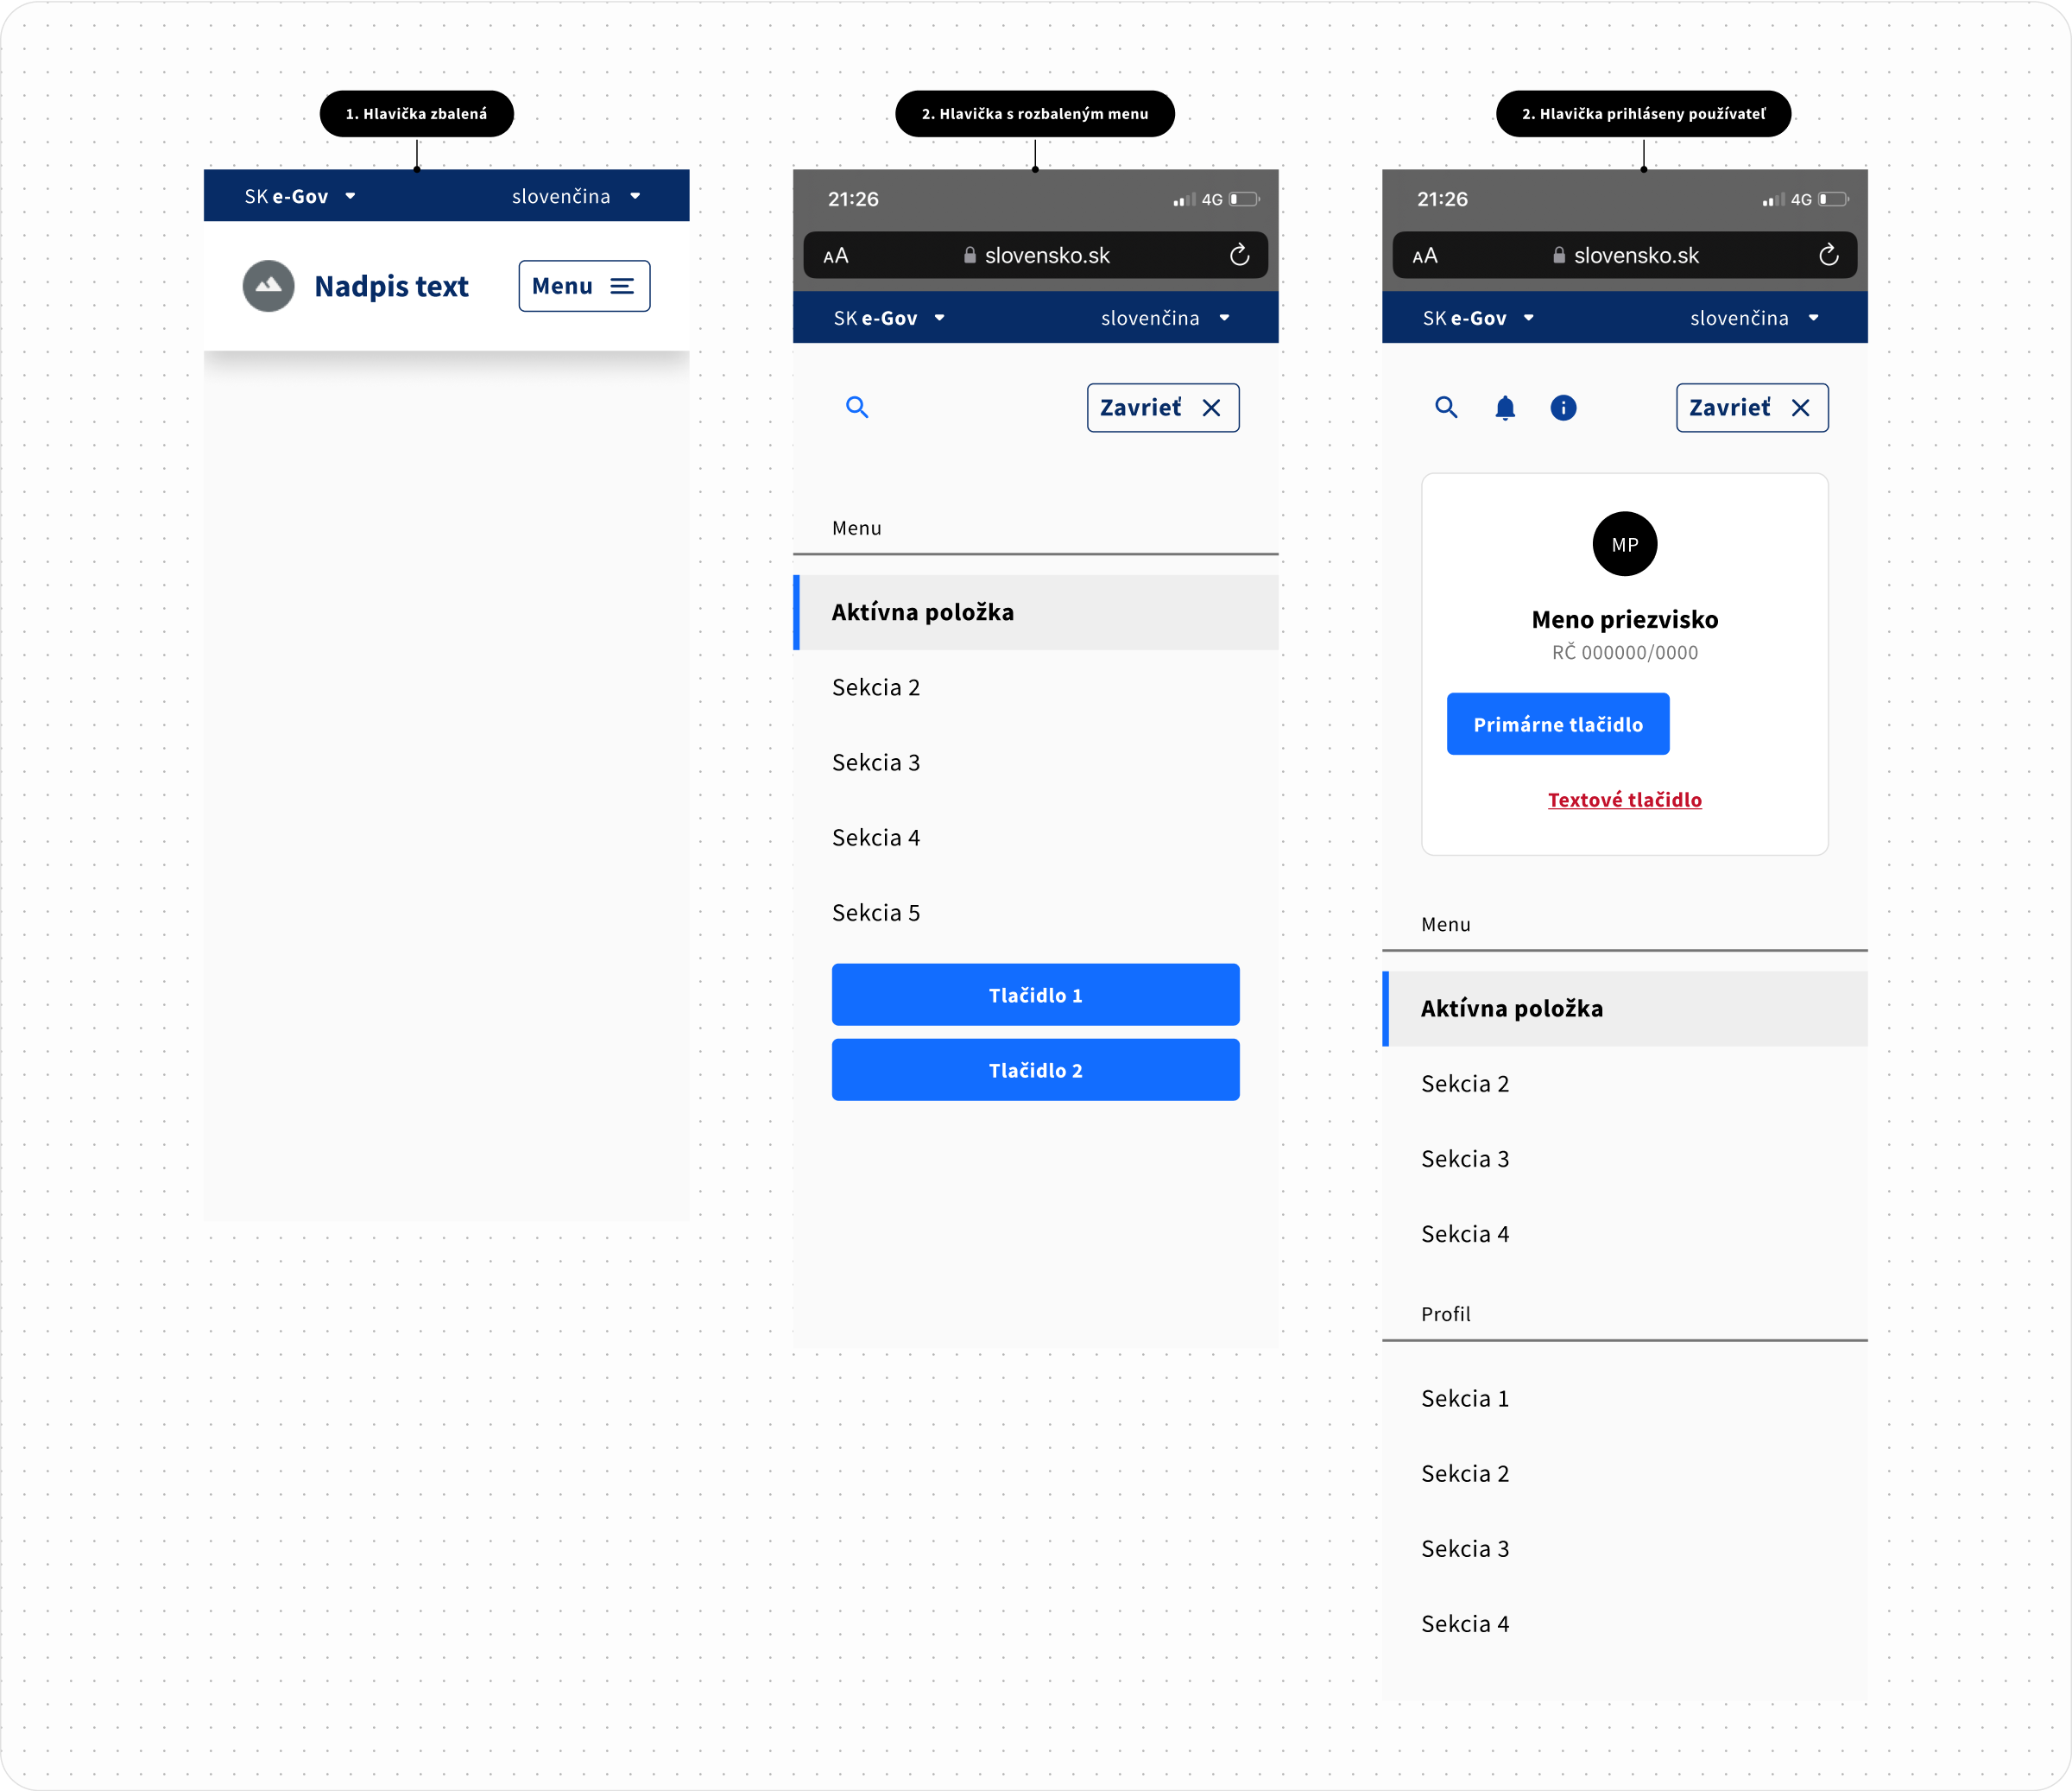 1. Hlavička zbalená
SK e-Gov
slovenčina
Nadpis text
Menu
2. Hlavička s rozbaleným menu
21:26
4G
AA
slovensko.sk
SK e-Gov
slovenčina
Zavrieť
Menu
Aktívna položka
Sekcia 2
Sekcia 3
Sekcia 4
Sekcia 5
Tlačidlo 1
Tlačidlo 2
2. Hlavička prihláseny používateľ
21:26
4G
AA
slovensko.sk
SK e-Gov
slovenčina
Zavrieť
MP
Meno priezvisko
RČ 000000/0000
Primárne tlačidlo
Textové tlačidlo
Menu
Aktívna položka
Sekcia 2
Sekcia 3
Sekcia 4
Profil
Sekcia 1
Sekcia 2
Sekcia 3
Sekcia 4